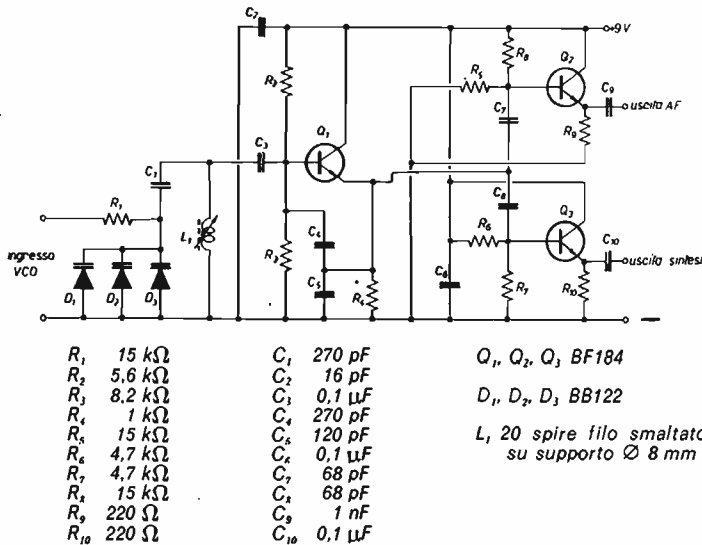 C₂
+9 V
R₈
Q₂
R₂
R₅
C₉
uscita AF
Q₁
C₇
C₃
R₉
C₁
C₈
Q₃
R₁
L₁
R₆
C₁₀
ingresso
VCO
R₃
C₄
uscita sintesi
C₅
C₆
D₁ D₂ D₃
R₄
R₇
R₁₀
—
R₁ 15 kΩ
R₂ 5,6 kΩ
R₃ 8,2 kΩ
R₄ 1 kΩ
R₅ 15 kΩ
R₆ 4,7 kΩ
R₇ 4,7 kΩ
R₈ 15 kΩ
R₉ 220 Ω
R₁₀ 220 Ω
C₁ 270 pF
C₂ 16 pF
C₃ 0,1 µF
C₄ 270 pF
C₅ 120 pF
C₆ 0,1 µF
C₇ 68 pF
C₈ 68 pF
C₉ 1 nF
C₁₀ 0,1 µF
Q₁, Q₂, Q₃ BF184
D₁, D₂, D₃ BB122
L₁ 20 spire filo smaltato
su supporto Ø 8 mm